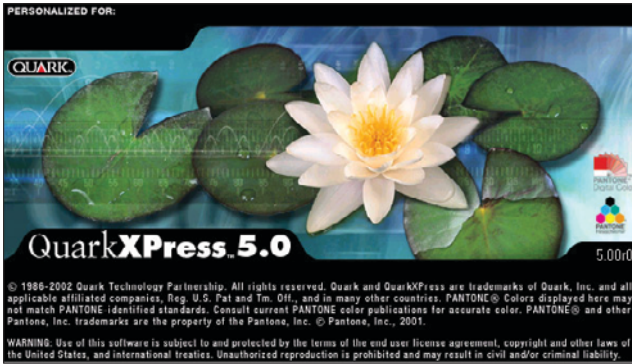 PERSONALIZED FOR:
QUARK™
PANTONE®
Digital Color
PANTONE®
QuarkXPress™ 5.0
5.00r0
© 1986-2002 Quark Technology Partnership. All rights reserved. Quark and QuarkXPress are trademarks of Quark, Inc. and all
applicable affiliated companies, Reg. U.S. Pat and Tm. Off., and in many other countries. PANTONE® Colors displayed here may
not match PANTONE identified standards. Consult current PANTONE color publications for accurate color. PANTONE® and other
Pantone, Inc. trademarks are the property of the Pantone, Inc. © Pantone, Inc., 2001.
WARNING: Use of this software is subject to and protected by the terms of the end user license agreement, copyright and other laws of
the United States, and international treaties. Unauthorized reproduction is prohibited and may result in civil and/or criminal liability.